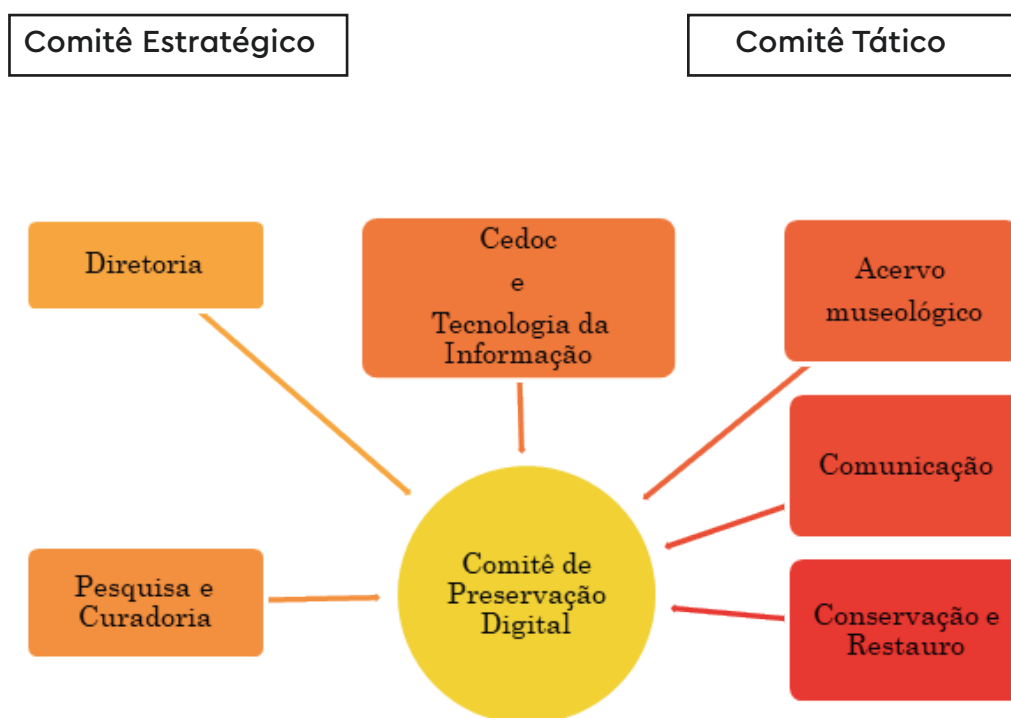 Comitê Estratégico
Comitê Tático
Diretoria
Cedoc
e
Tecnologia da
Informação
Acervo
museológico
Comunicação
Pesquisa e
Curadoria
Comitê de
Preservação
Digital
Conservação e
Restauro